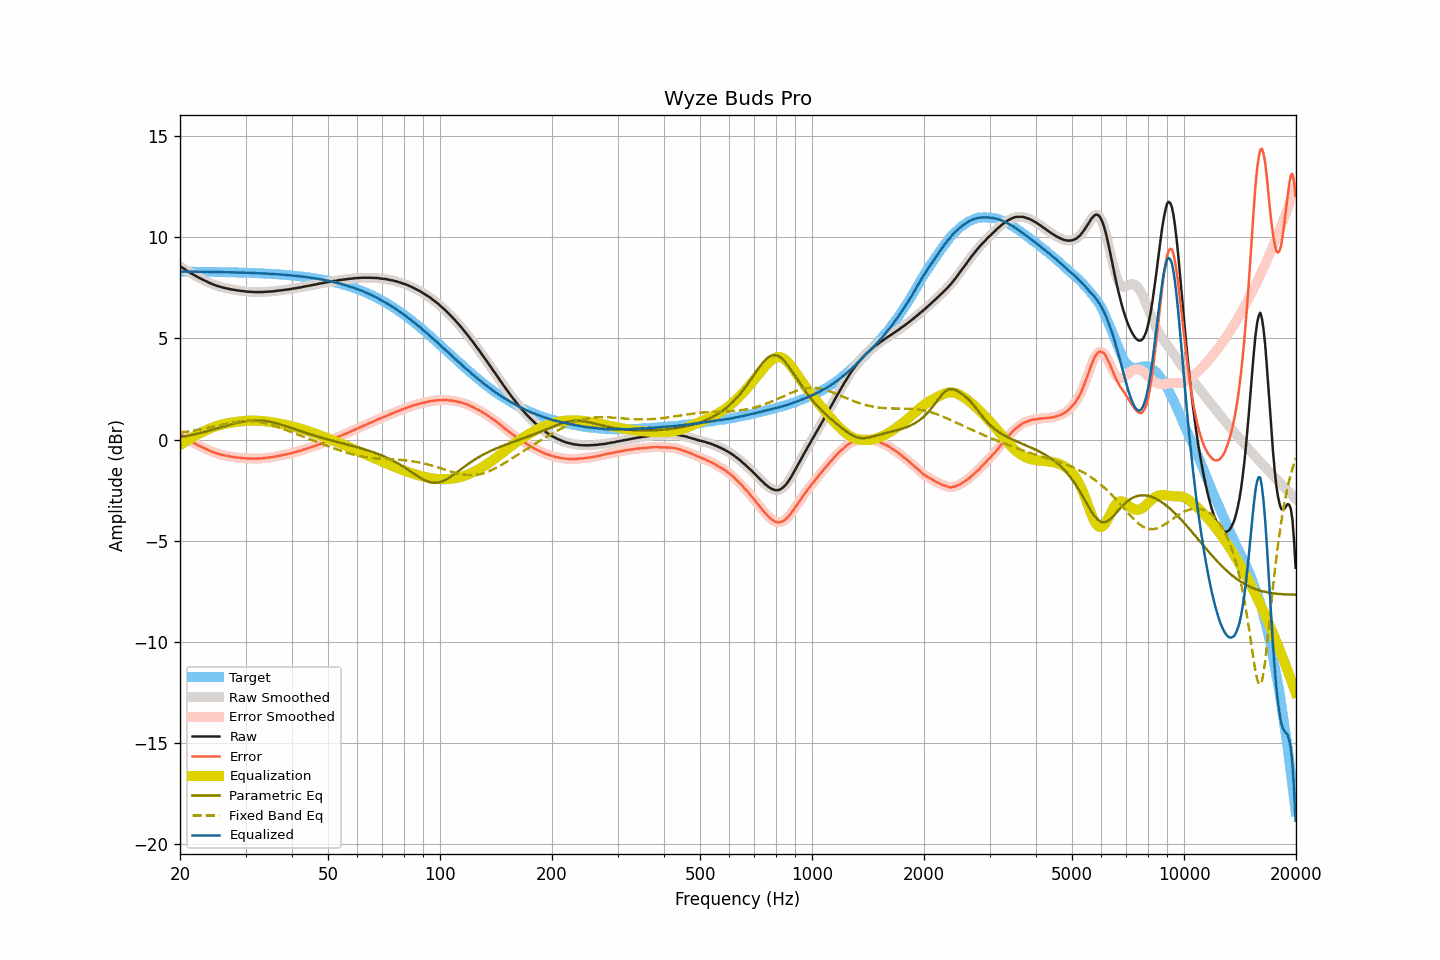 Wyze Buds Pro
15
10
5
0
−5
−10
−15
−20
Amplitude (dBr)
Target
Raw Smoothed
Error Smoothed
Raw
Error
Equalization
Parametric Eq
Fixed Band Eq
Equalized
20 50 100 200 500 1000 2000 5000 10000 20000
Frequency (Hz)